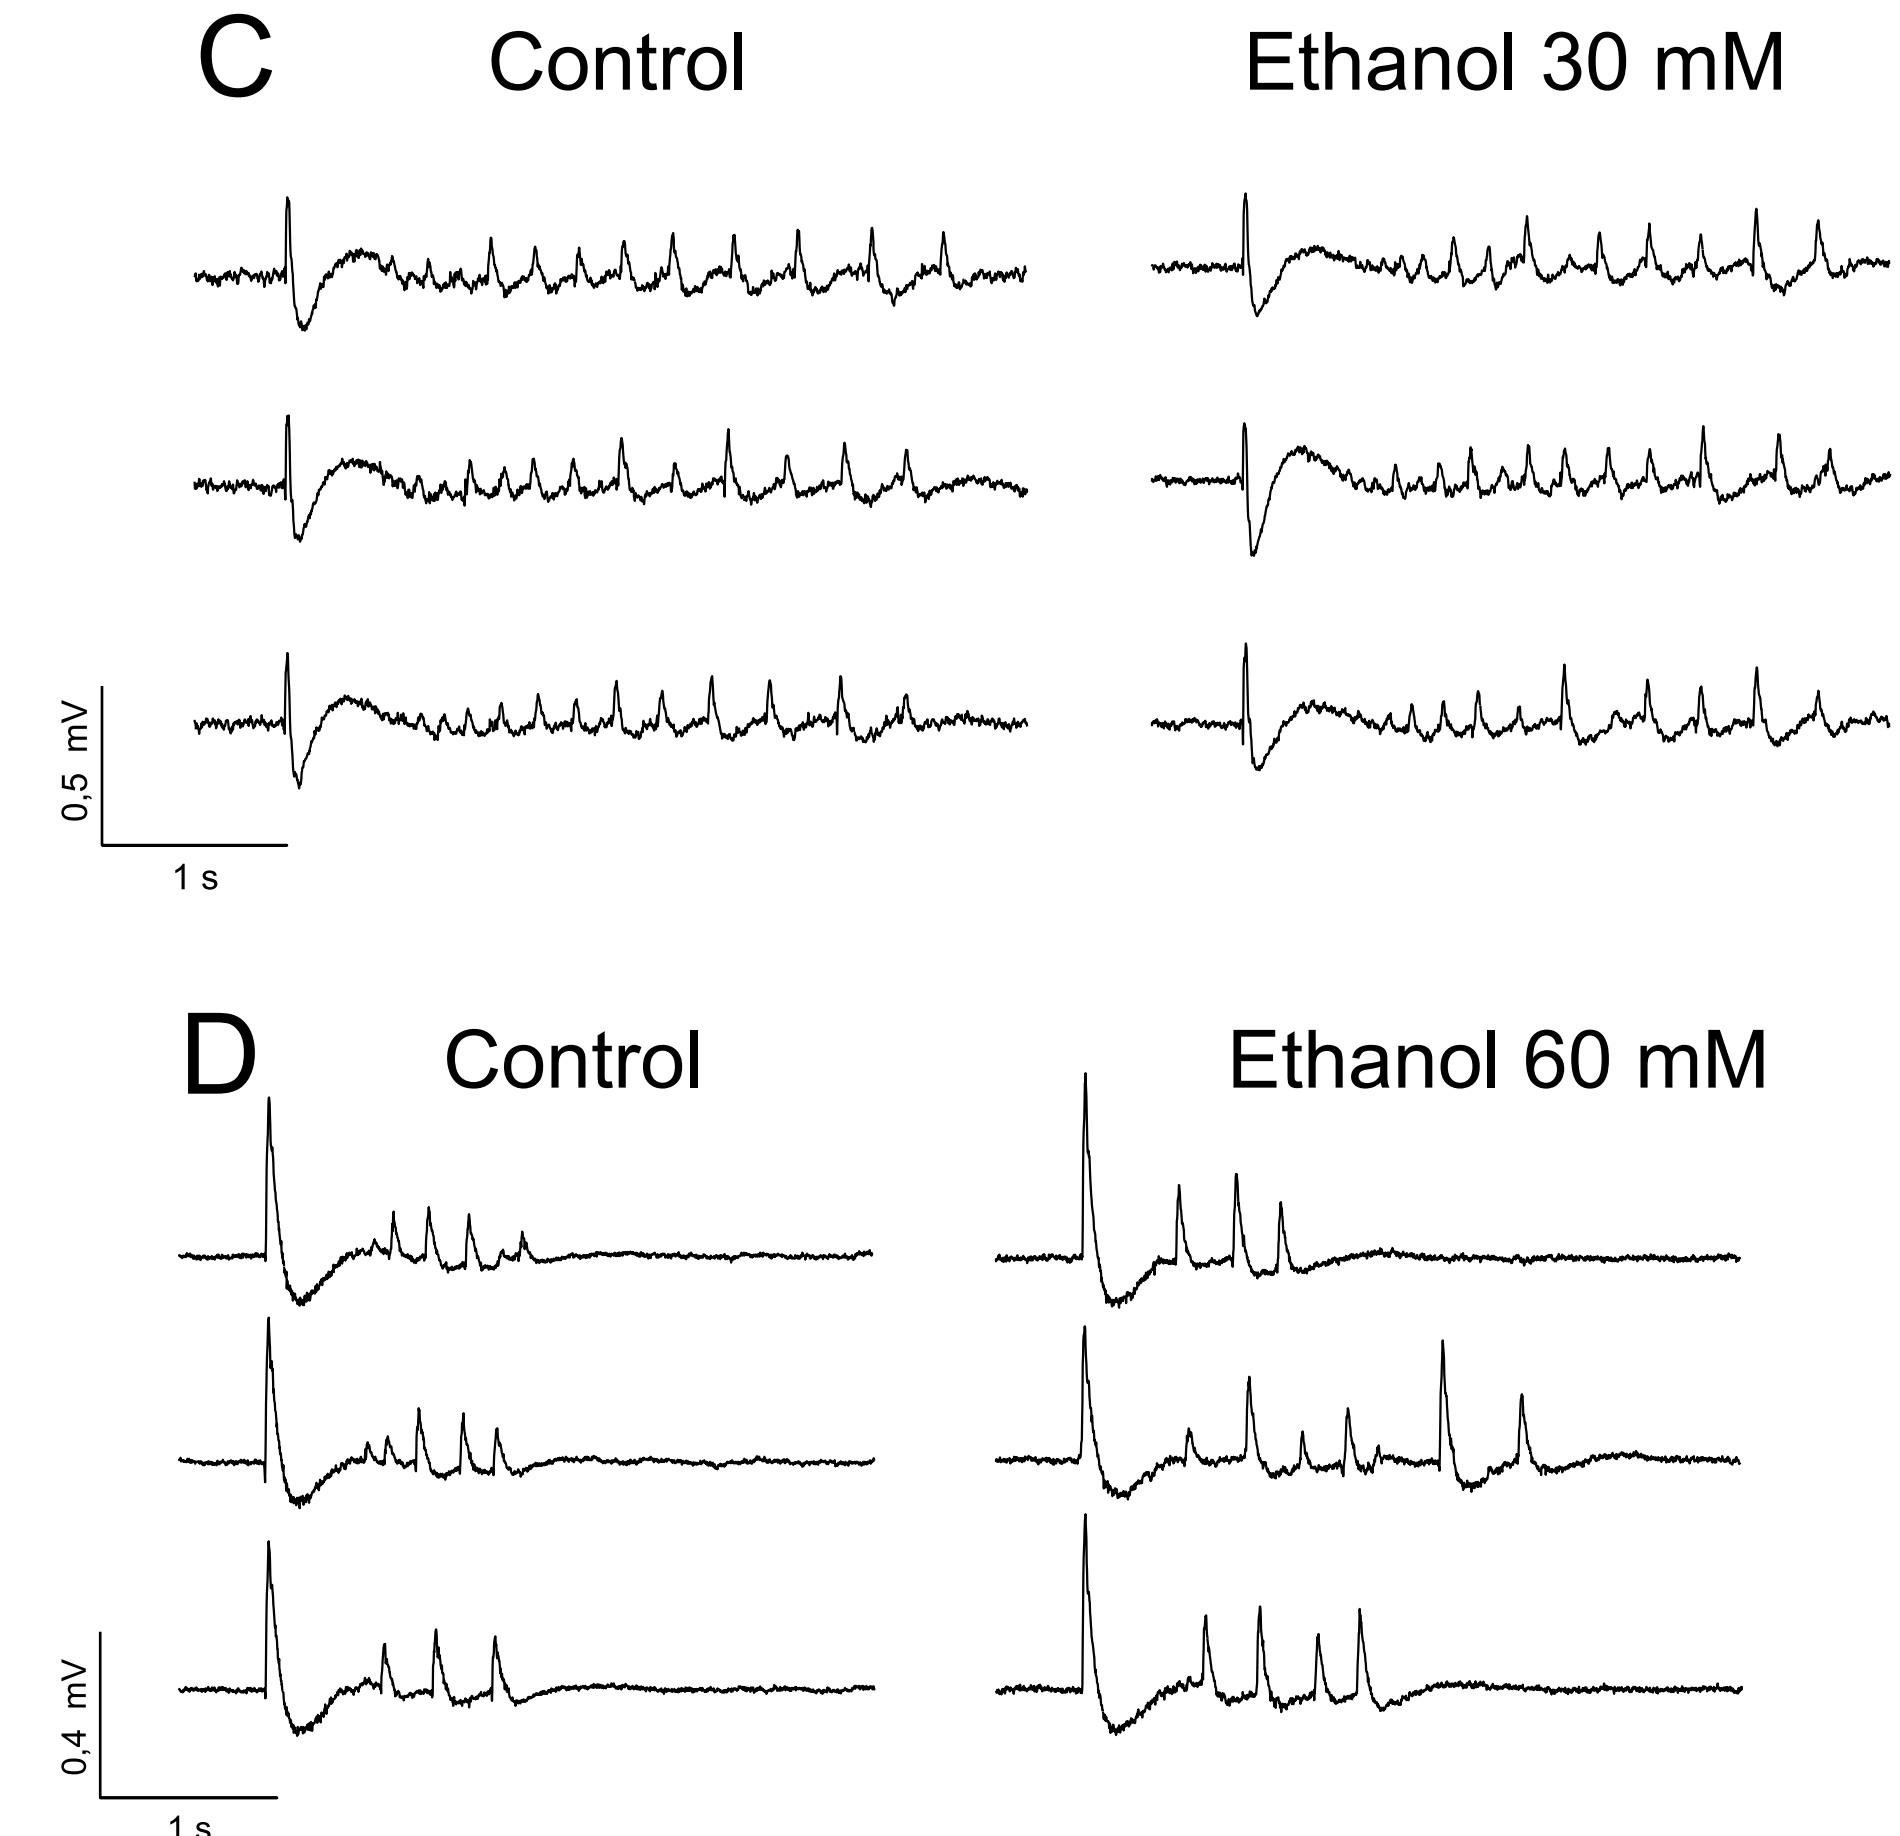 C Control Ethanol 30 mM
0,5 mV
1 s
D Control Ethanol 60 mM
0,4 mV
1 s